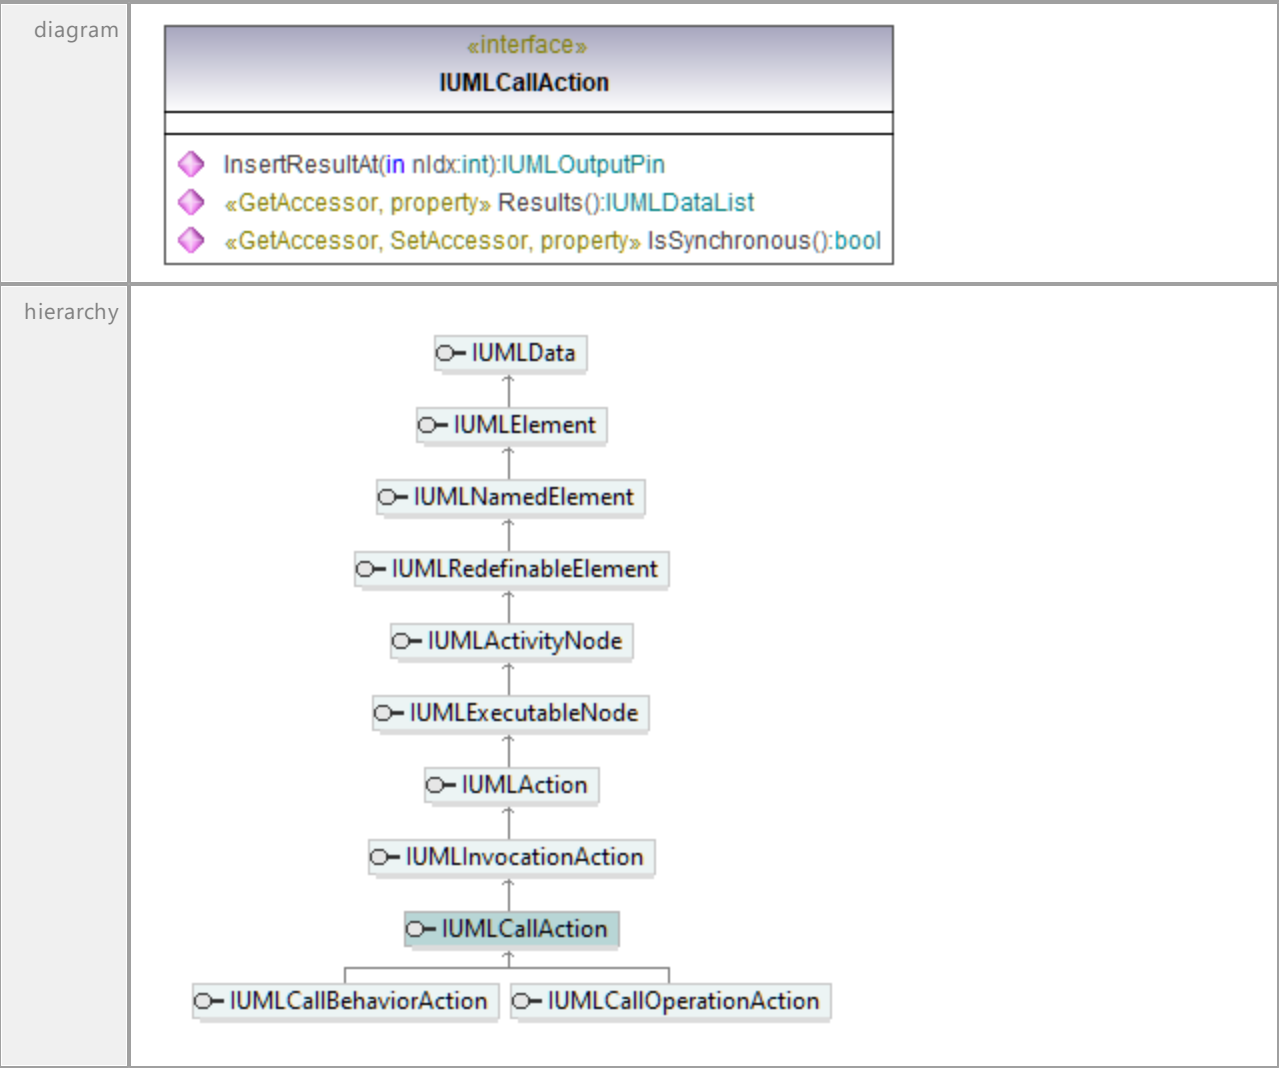 diagram
«interface»
IUMLCallAction
InsertResultAt(in nIdx:int):IUMLOutputPin
«GetAccessor, property» Results():IUMLDataList
«GetAccessor, SetAccessor, property» IsSynchronous():bool
hierarchy
IUMLData
IUMLElement
IUMLNamedElement
IUMLRedefinableElement
IUMLActivityNode
IUMLExecutableNode
IUMLAction
IUMLInvocationAction
IUMLCallAction
IUMLCallBehaviorAction IUMLCallOperationAction